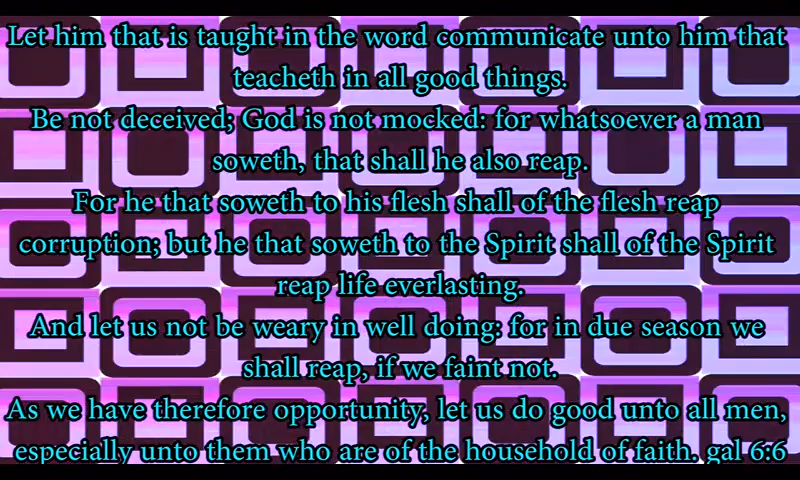 Let him that is taught in the word communicate unto him that
teacheth in all good things.
Be not deceived; God is not mocked: for whatsoever a man
soweth, that shall he also reap.
For he that soweth to his flesh shall of the flesh reap
corruption; but he that soweth to the Spirit shall of the Spirit
reap life everlasting.
And let us not be weary in well doing: for in due season we
shall reap, if we faint not.
As we have therefore opportunity, let us do good unto all men,
especially unto them who are of the household of faith. gal 6:6